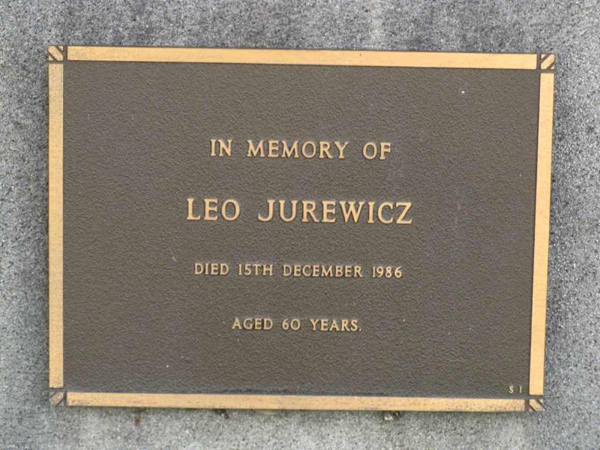 IN MEMORY OF
LEO JUREWICZ
DIED 15TH DECEMBER 1986
AGED 60 YEARS.
S 1